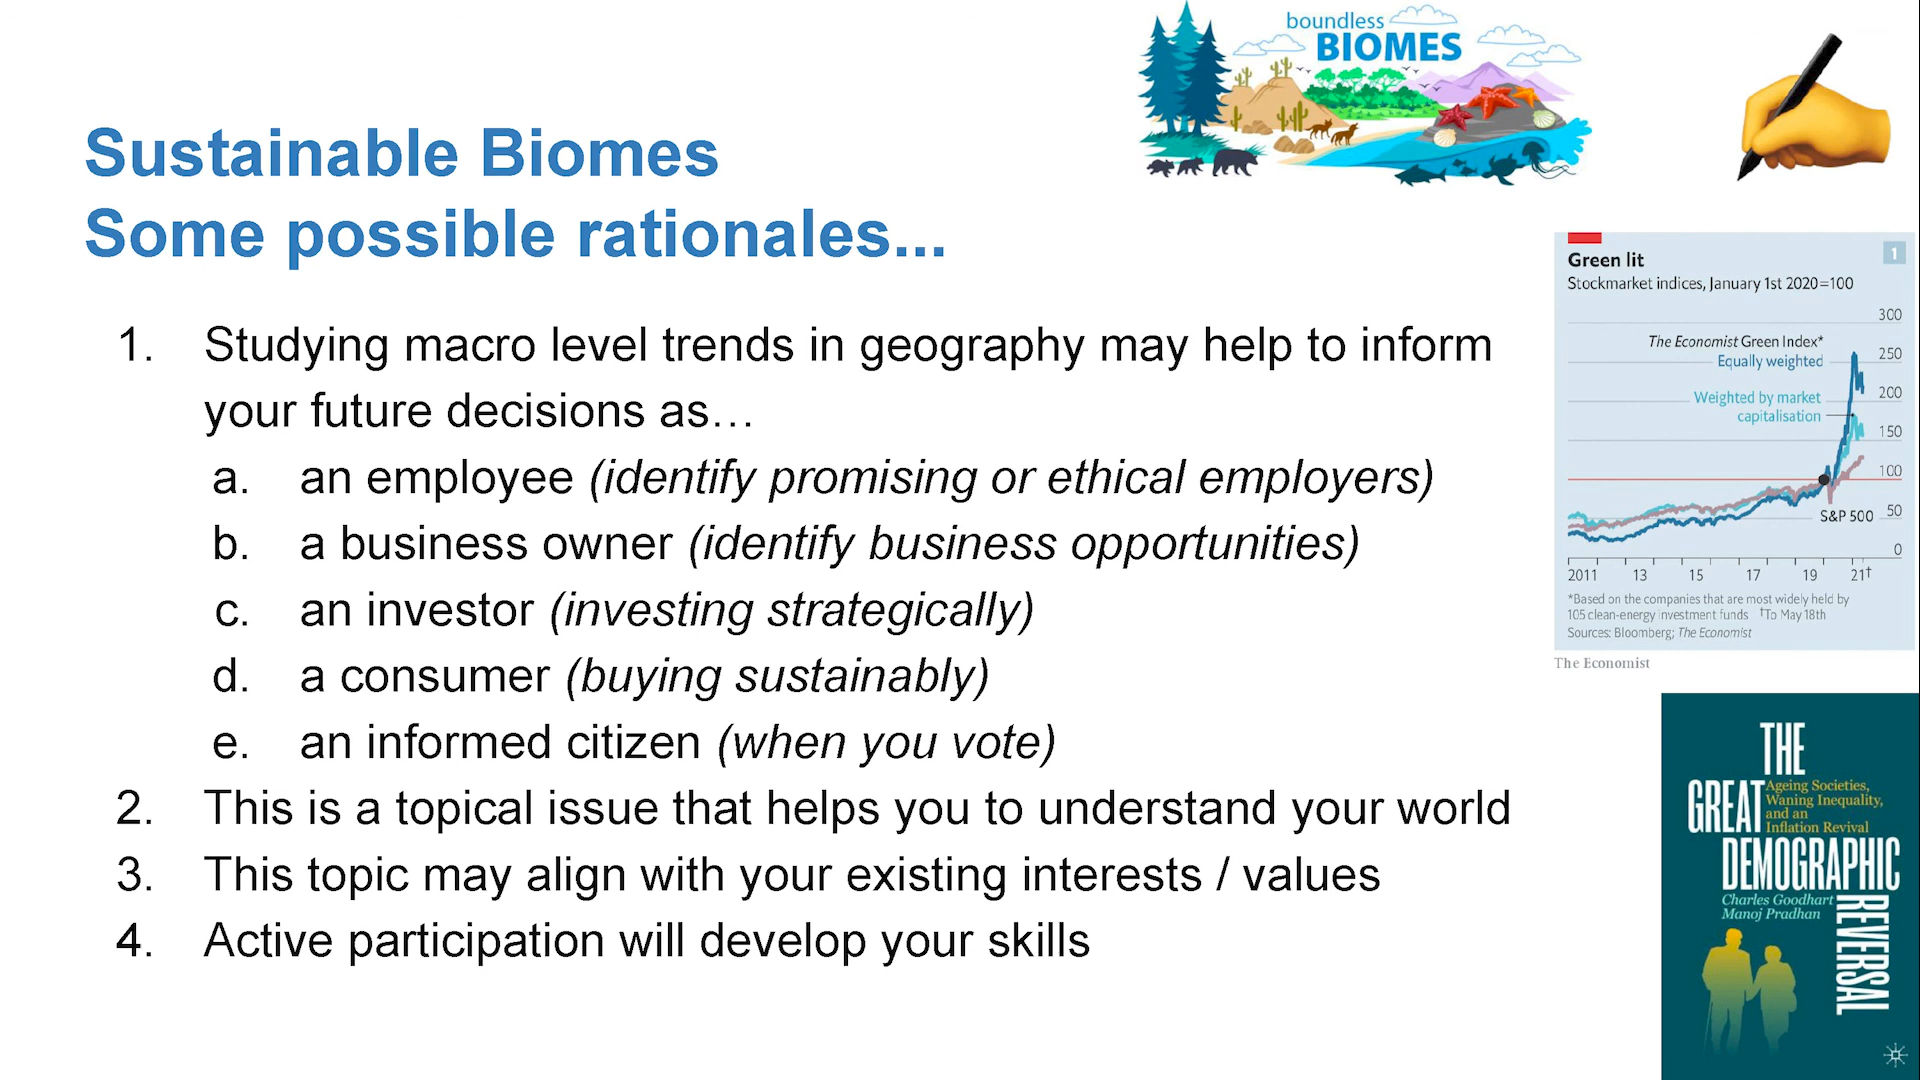 boundless
BIOMES
Sustainable Biomes
Some possible rationales...
1. Studying macro level trends in geography may help to inform
your future decisions as…
a. an employee (identify promising or ethical employers)
b. a business owner (identify business opportunities)
c. an investor (investing strategically)
d. a consumer (buying sustainably)
e. an informed citizen (when you vote)
2. This is a topical issue that helps you to understand your world
3. This topic may align with your existing interests / values
4. Active participation will develop your skills
Green lit
1
Stockmarket indices, January 1st 2020=100
300
The Economist Green Index*
Equally weighted
250
Weighted by market
capitalisation
200
150
100
S&P 500
50
0
2011 13 15 17 19 21†
*Based on the companies that are most widely held by
105 clean-energy investment funds †To May 18th
Sources: Bloomberg; The Economist
The Economist
THE
GREAT
Ageing Societies,
Waning Inequality,
and an
Inflation Revival
DEMOGRAPHIC
Charles Goodhart
Manoj Pradhan
REVERSAL